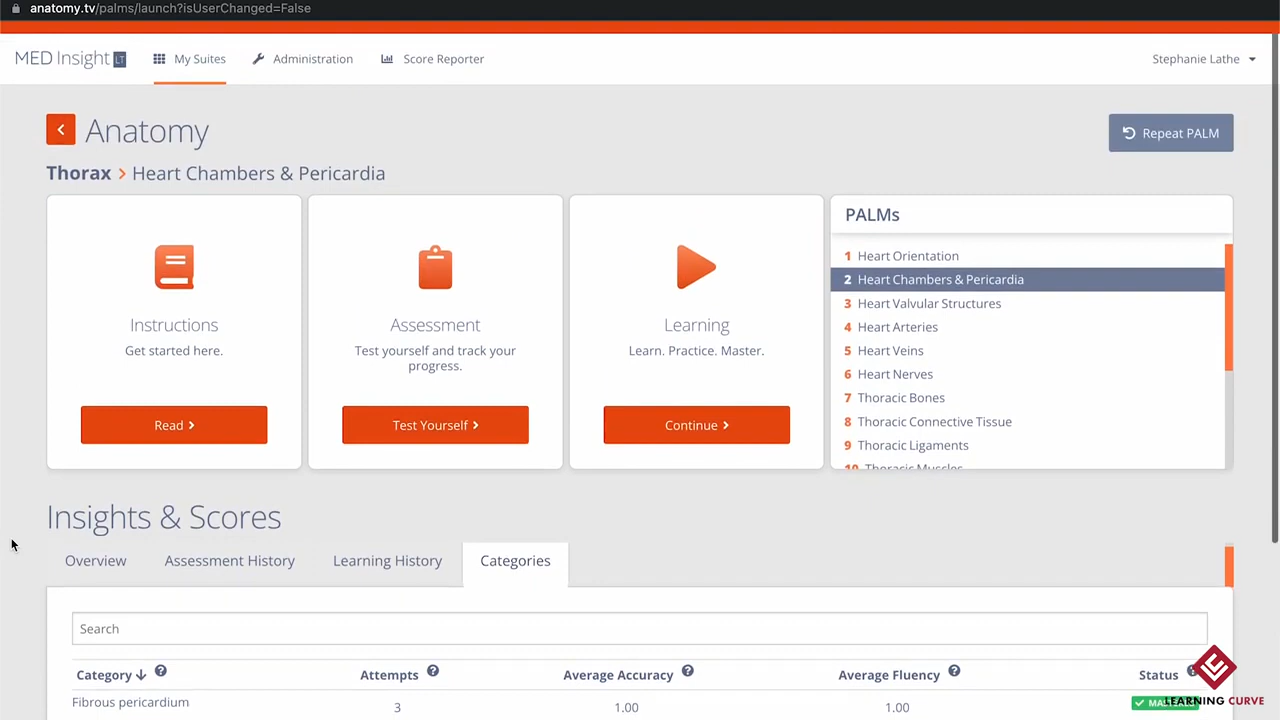 anatomy.tv/palms/launch?isUserChanged=False
MED Insight LT
My Suites
Administration
Score Reporter
Stephanie Lathe
Anatomy
Repeat PALM
Thorax > Heart Chambers & Pericardia
Instructions
Get started here.
Read >
Assessment
Test yourself and track your
progress.
Test Yourself >
Learning
Learn. Practice. Master.
Continue >
PALMs
1 Heart Orientation
2 Heart Chambers & Pericardia
3 Heart Valvular Structures
4 Heart Arteries
5 Heart Veins
6 Heart Nerves
7 Thoracic Bones
8 Thoracic Connective Tissue
9 Thoracic Ligaments
10 Thoracic Muscles
Insights & Scores
Overview
Assessment History
Learning History
Categories
Search
Category ↓ ?
Attempts ?
Average Accuracy ?
Average Fluency ?
Status
Fibrous pericardium
3
1.00
1.00
LEARNING CURVE